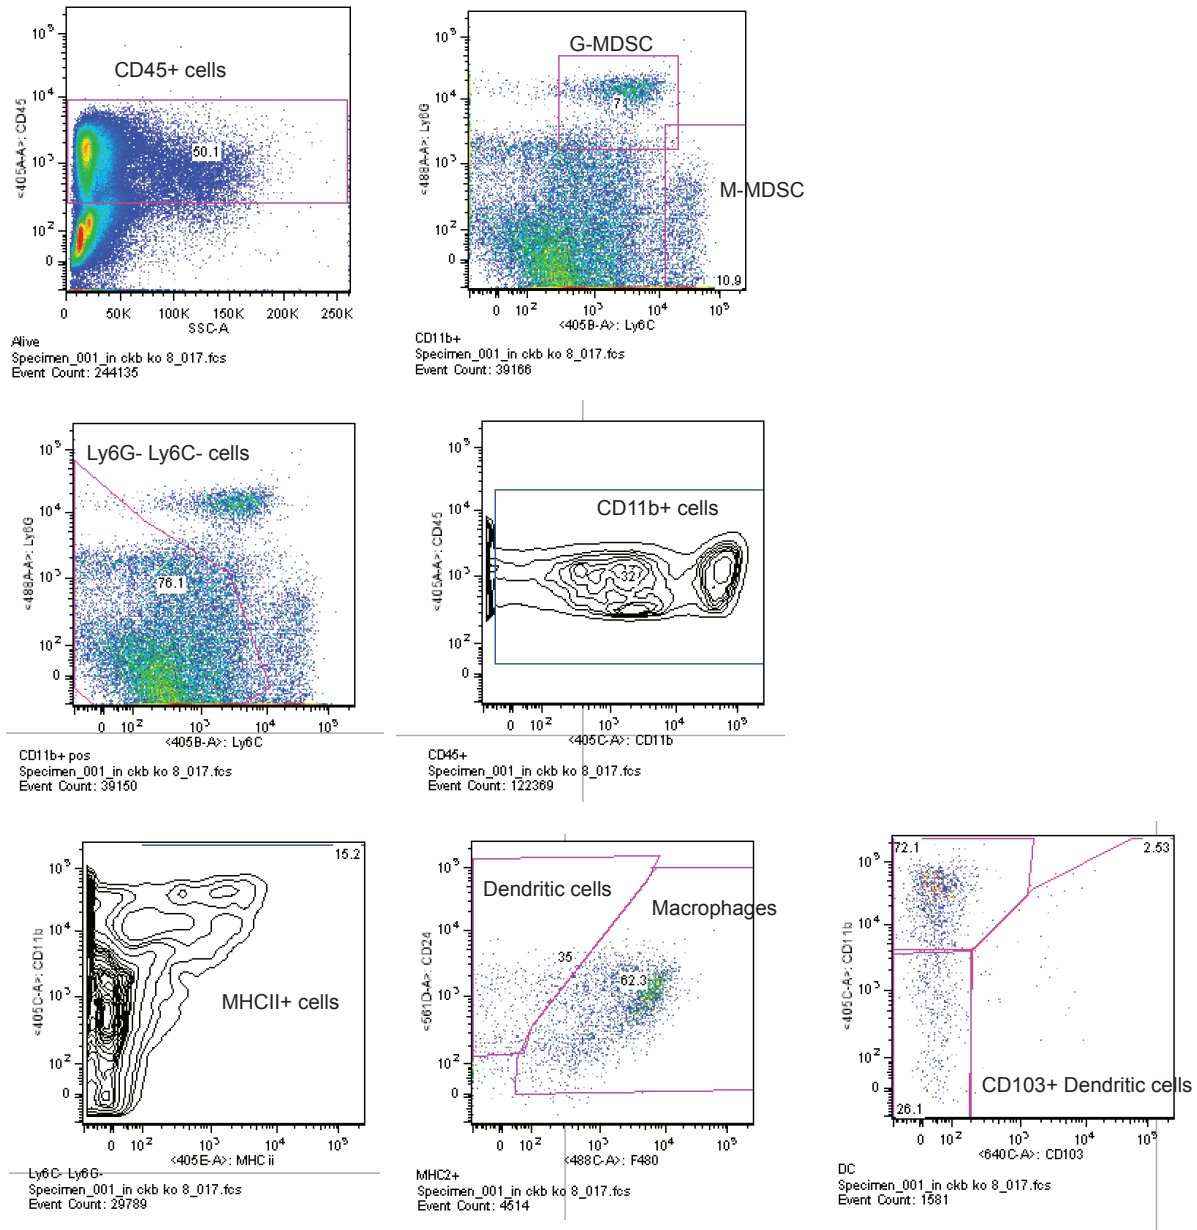 10⁵
10⁴
10³
10²
0
<405A-A>: CD45
CD45+ cells
50.1
0 50K 100K 150K 200K 250K
SSC-A
Alive
Specimen_001_in ckb ko 8_017.fcs
Event Count: 244135
10⁵
10⁴
10³
10²
0
<488A-A>: Ly6G
G-MDSC
7
M-MDSC
10.9
0 10² 10³ 10⁴ 10⁵
<405B-A>: Ly6C
CD11b+
Specimen_001_in ckb ko 8_017.fcs
Event Count: 39166
10⁵
10⁴
10³
10²
0
<488A-A>: Ly6G
Ly6G- Ly6C- cells
76.1
0 10² 10³ 10⁴ 10⁵
<405B-A>: Ly6C
CD11b+ pos
Specimen_001_in ckb ko 8_017.fcs
Event Count: 39150
10⁵
10⁴
10³
10²
0
<405A-A>: CD45
CD11b+ cells
32
0 10² 10³ 10⁴ 10⁵
<405C-A>: CD11b
CD45+
Specimen_001_in ckb ko 8_017.fcs
Event Count: 122369
10⁵
10⁴
10³
10²
0
<405C-A>: CD11b
15.2
MHCII+ cells
0 10² 10³ 10⁴ 10⁵
<405E-A>: MHC ii
Ly6C- Ly6G-
Specimen_001_in ckb ko 8_017.fcs
Event Count: 29789
10⁵
10⁴
10³
10²
0
<561D-A>: CD24
Dendritic cells
Macrophages
35
62.3
0 10² 10³ 10⁴ 10⁵
<488C-A>: F480
MHC2+
Specimen_001_in ckb ko 8_017.fcs
Event Count: 4514
10⁵
10⁴
10³
10²
0
<405C-A>: CD11b
72.1
2.53
CD103+ Dendritic cells
26.1
0 10² 10³ 10⁴ 10⁵
<640C-A>: CD103
DC
Specimen_001_in ckb ko 8_017.fcs
Event Count: 1581